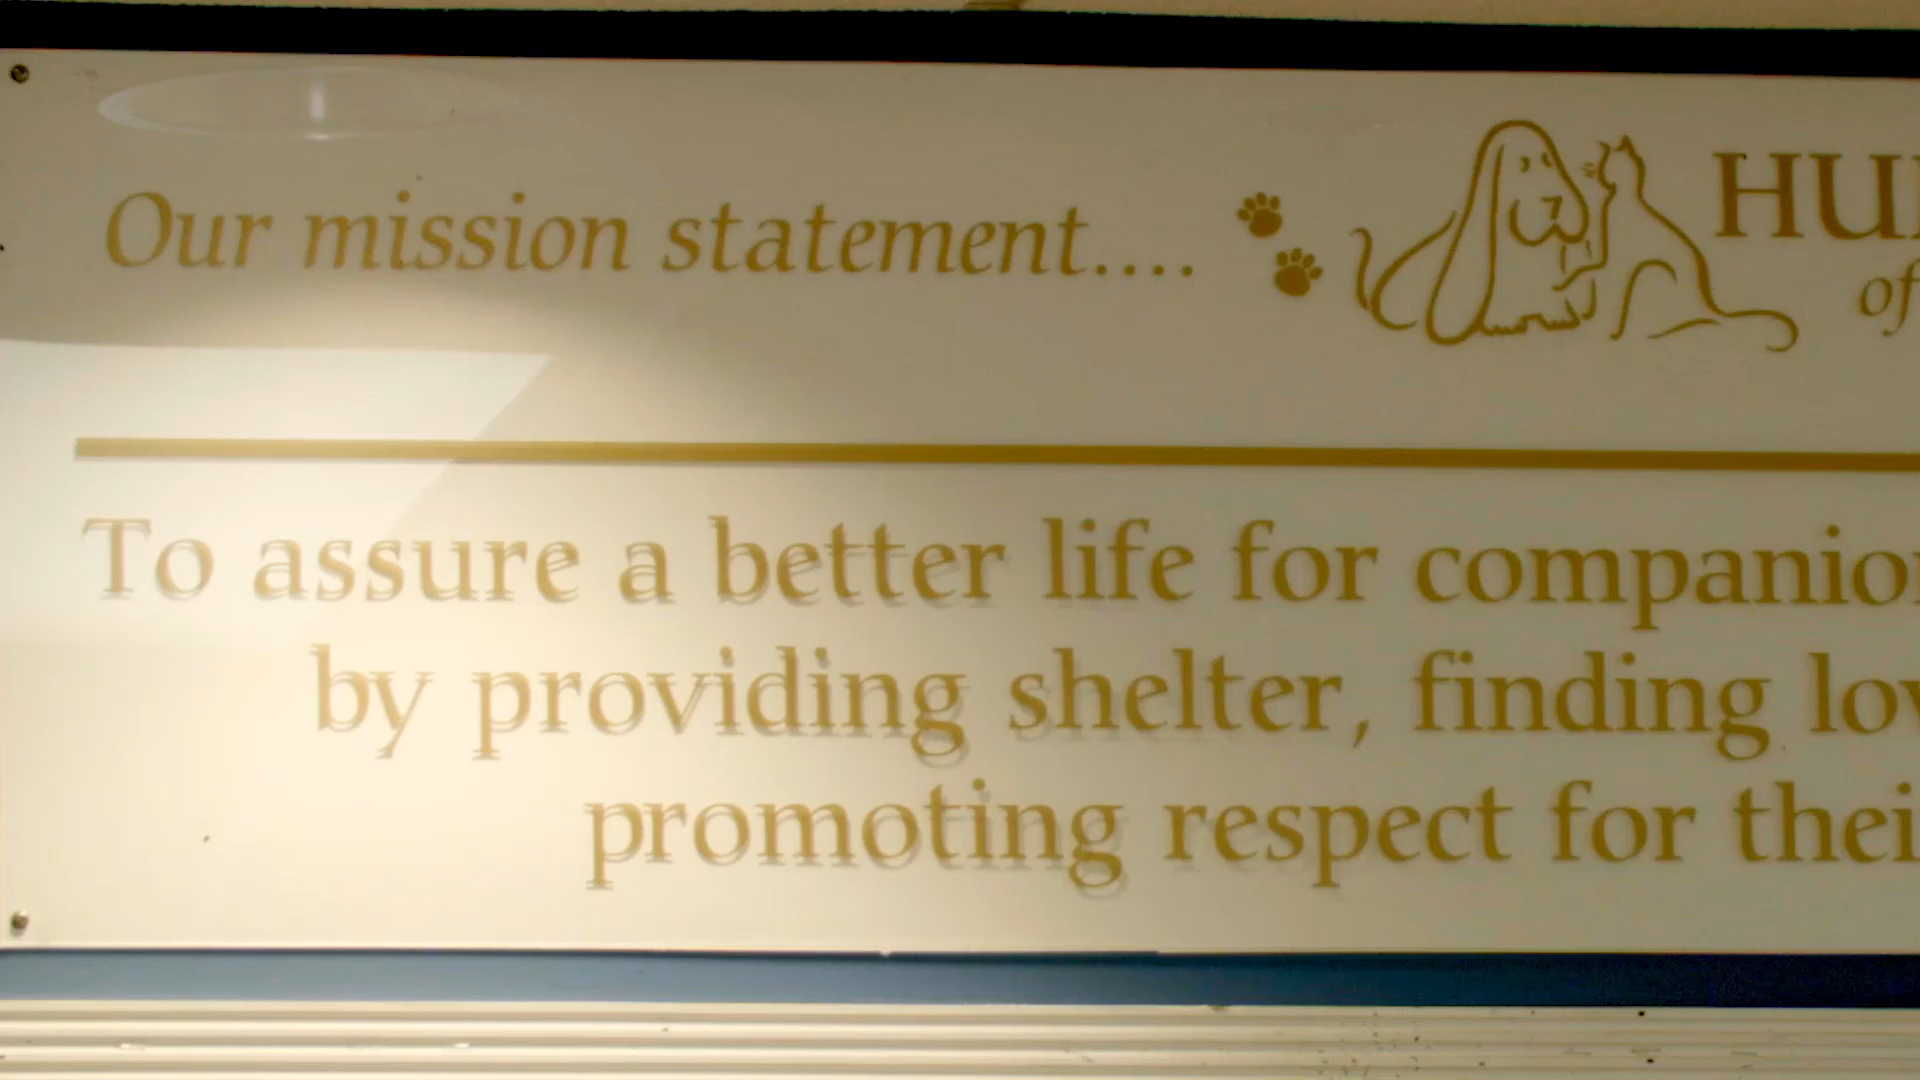 Our mission statement....
HU
of
To assure a better life for companio
by providing shelter, finding lov
promoting respect for thei